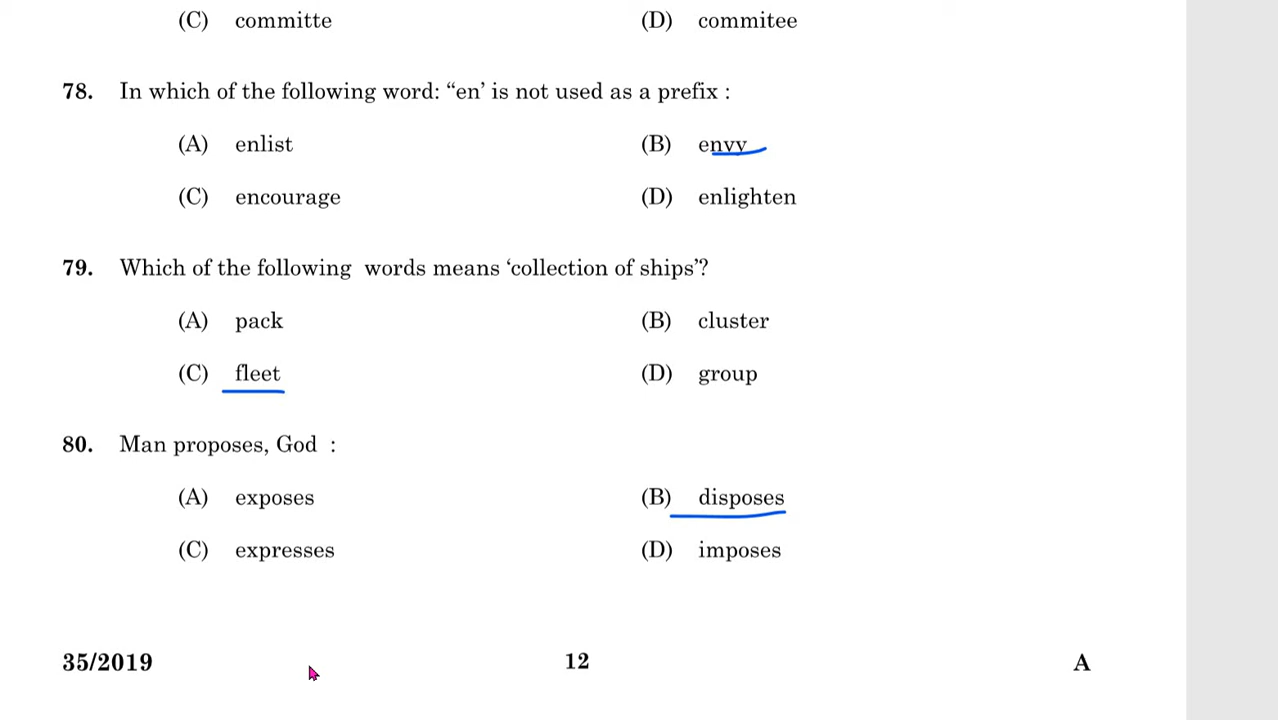 (C) committe (D) commitee
78. In which of the following word: “en’ is not used as a prefix :
(A) enlist (B) envy
(C) encourage (D) enlighten
79. Which of the following words means ‘collection of ships’?
(A) pack (B) cluster
(C) fleet (D) group
80. Man proposes, God :
(A) exposes (B) disposes
(C) expresses (D) imposes
35/2019 12 A